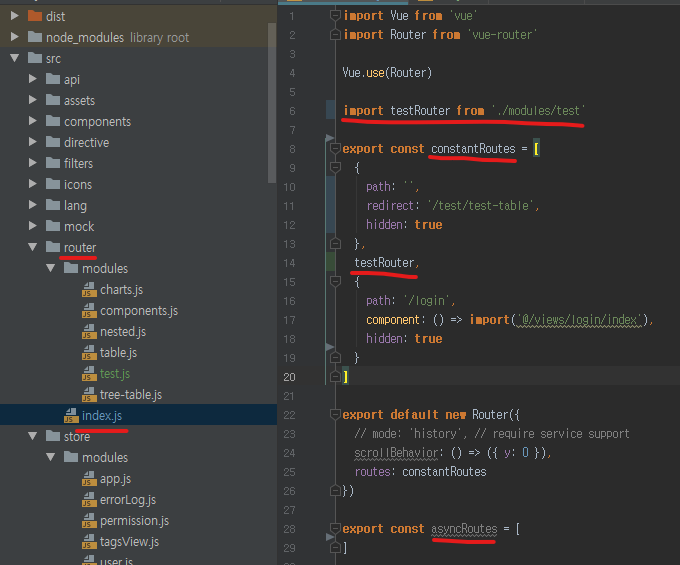 dist
node_modules library root
src
api
assets
components
directive
filters
icons
lang
mock
router
modules
charts.js
components.js
nested.js
table.js
test.js
tree-table.js
index.js
store
modules
app.js
errorLog.js
permission.js
tagsView.js
user.js
1 import Vue from 'vue'
2 import Router from 'vue-router'
3
4 Vue.use(Router)
5
6 import testRouter from './modules/test'
7
8 export const constantRoutes = [
9 {
10 path: '',
11 redirect: '/test/test-table',
12 hidden: true
13 },
14 testRouter,
15 {
16 path: '/login',
17 component: () => import('@/views/login/index'),
18 hidden: true
19 }
20 ]
21
22 export default new Router({
23 // mode: 'history', // require service support
24 scrollBehavior: () => ({ y: 0 }),
25 routes: constantRoutes
26 })
27
28 export const asyncRoutes = [
29 ]